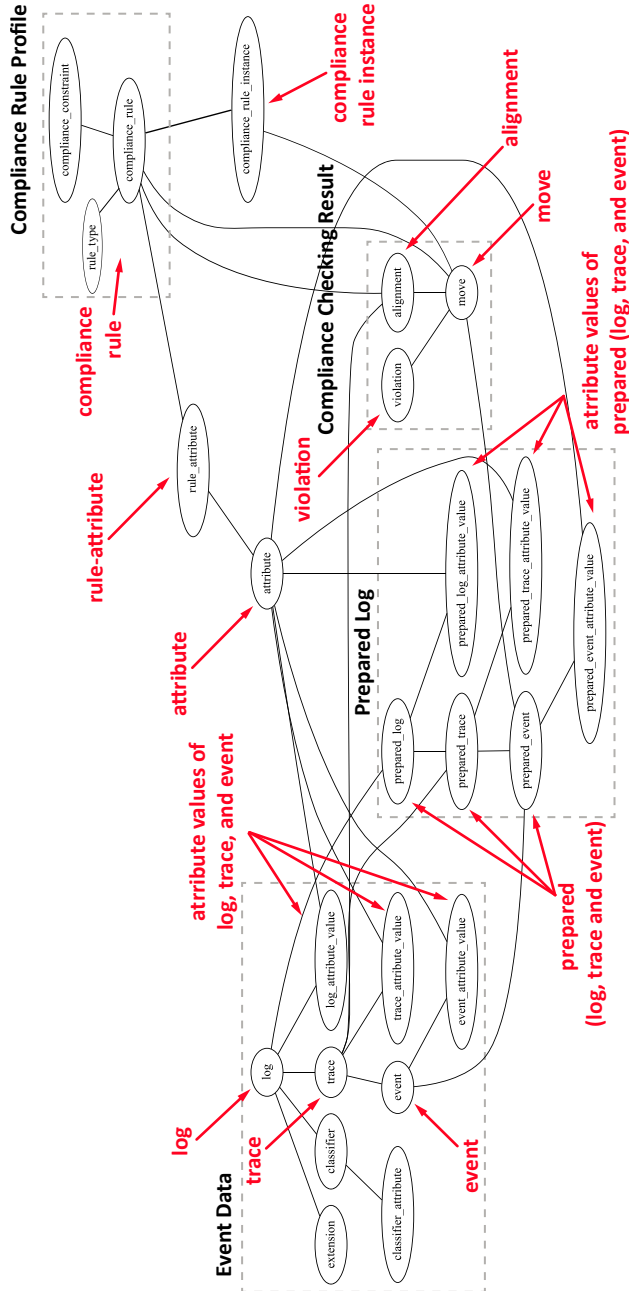 Compliance Rule Profile
compliance_constraint
compliance_rule
rule_type
compliance_rule_instance
compliance
rule
compliance
rule instance
rule-attribute
rule_attribute
attribute
attribute
Compliance Checking Result
alignment
alignment
violation
violation
move
move
Event Data
log
log
trace
trace
event
event
extension
classifier
classifier_attribute
log_attribute_value
trace_attribute_value
event_attribute_value
atrribute values of
log, trace, and event
Prepared Log
prepared_log
prepared_trace
prepared_event
prepared_log_attribute_value
prepared_trace_attribute_value
prepared_event_attribute_value
prepared
(log, trace and event)
atrribute values of
prepared (log, trace, and event)